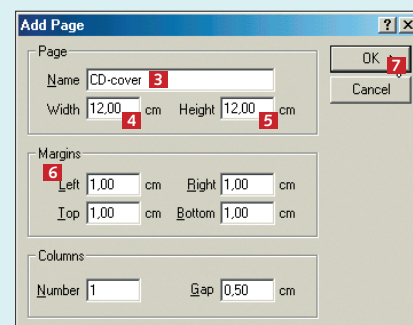 Add Page
Page
Name CD-cover 3
OK 7
Width 12,00 cm Height 12,00 cm
4 5
Cancel
Margins
6
Left 1,00 cm Right 1,00 cm
Top 1,00 cm Bottom 1,00 cm
Columns
Number 1 Gap 0,50 cm